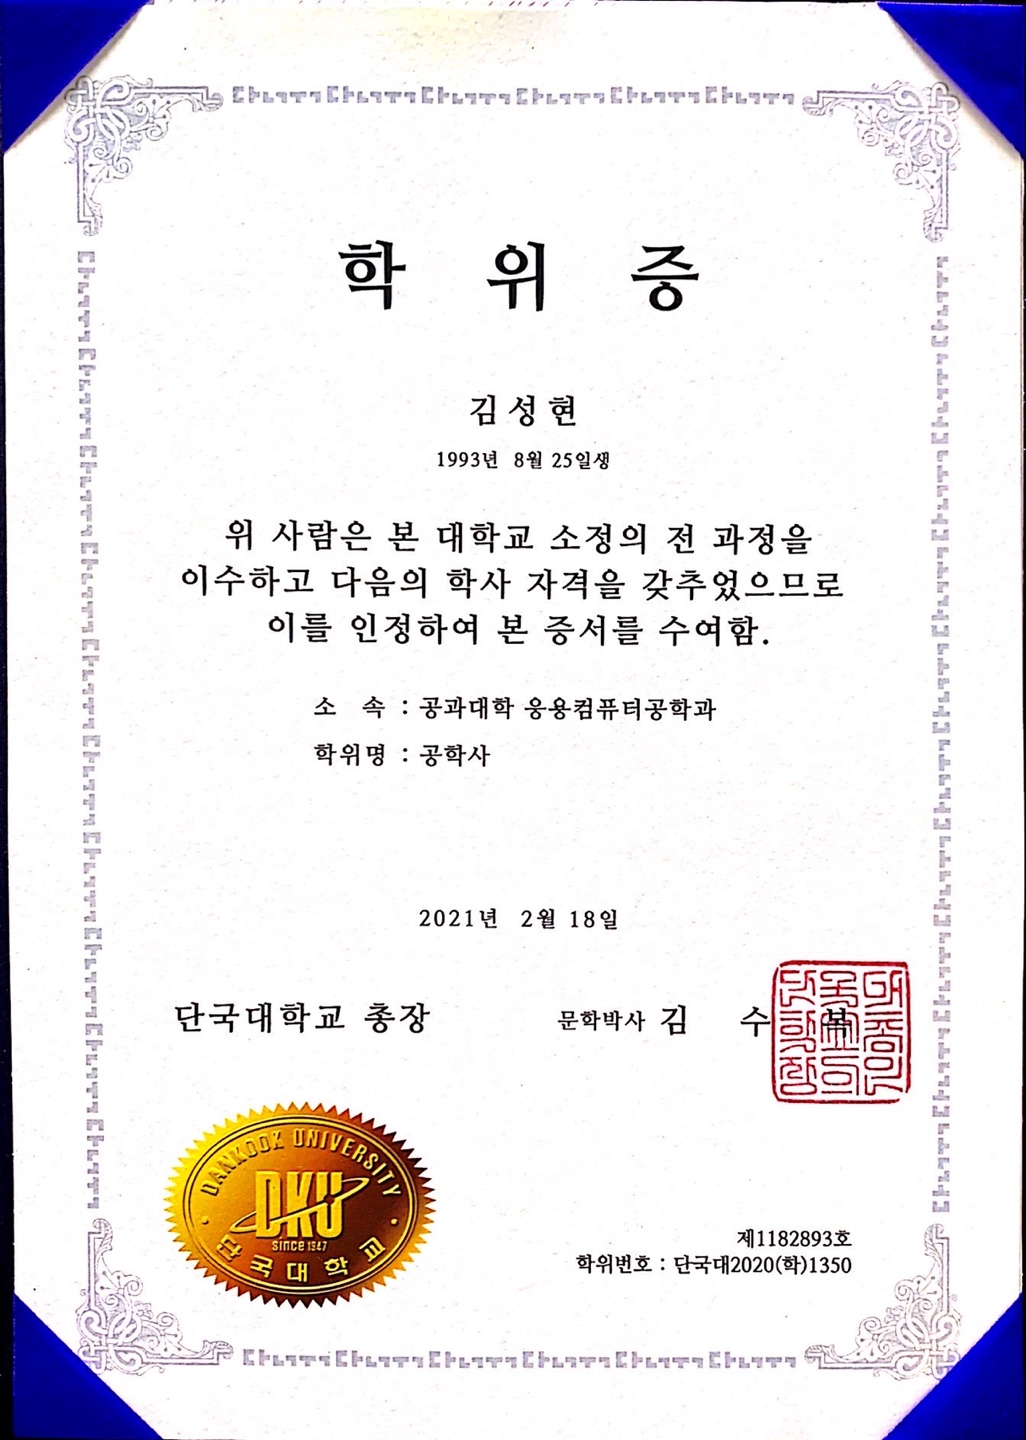 학 위 증
김성현
1993년 8월 25일생
위 사람은 본 대학교 소정의 전 과정을
이수하고 다음의 학사 자격을 갖추었으므로
이를 인정하여 본 증서를 수여함.
소 속 : 공과대학 응용컴퓨터공학과
학위명 : 공학사
2021년 2월 18일
단국대학교 총장 문학박사 김 수 복
DANKOOK UNIVERSITY
DKU
since 1947
단국대학교
제1182893호
학위번호 : 단국대2020(학)1350